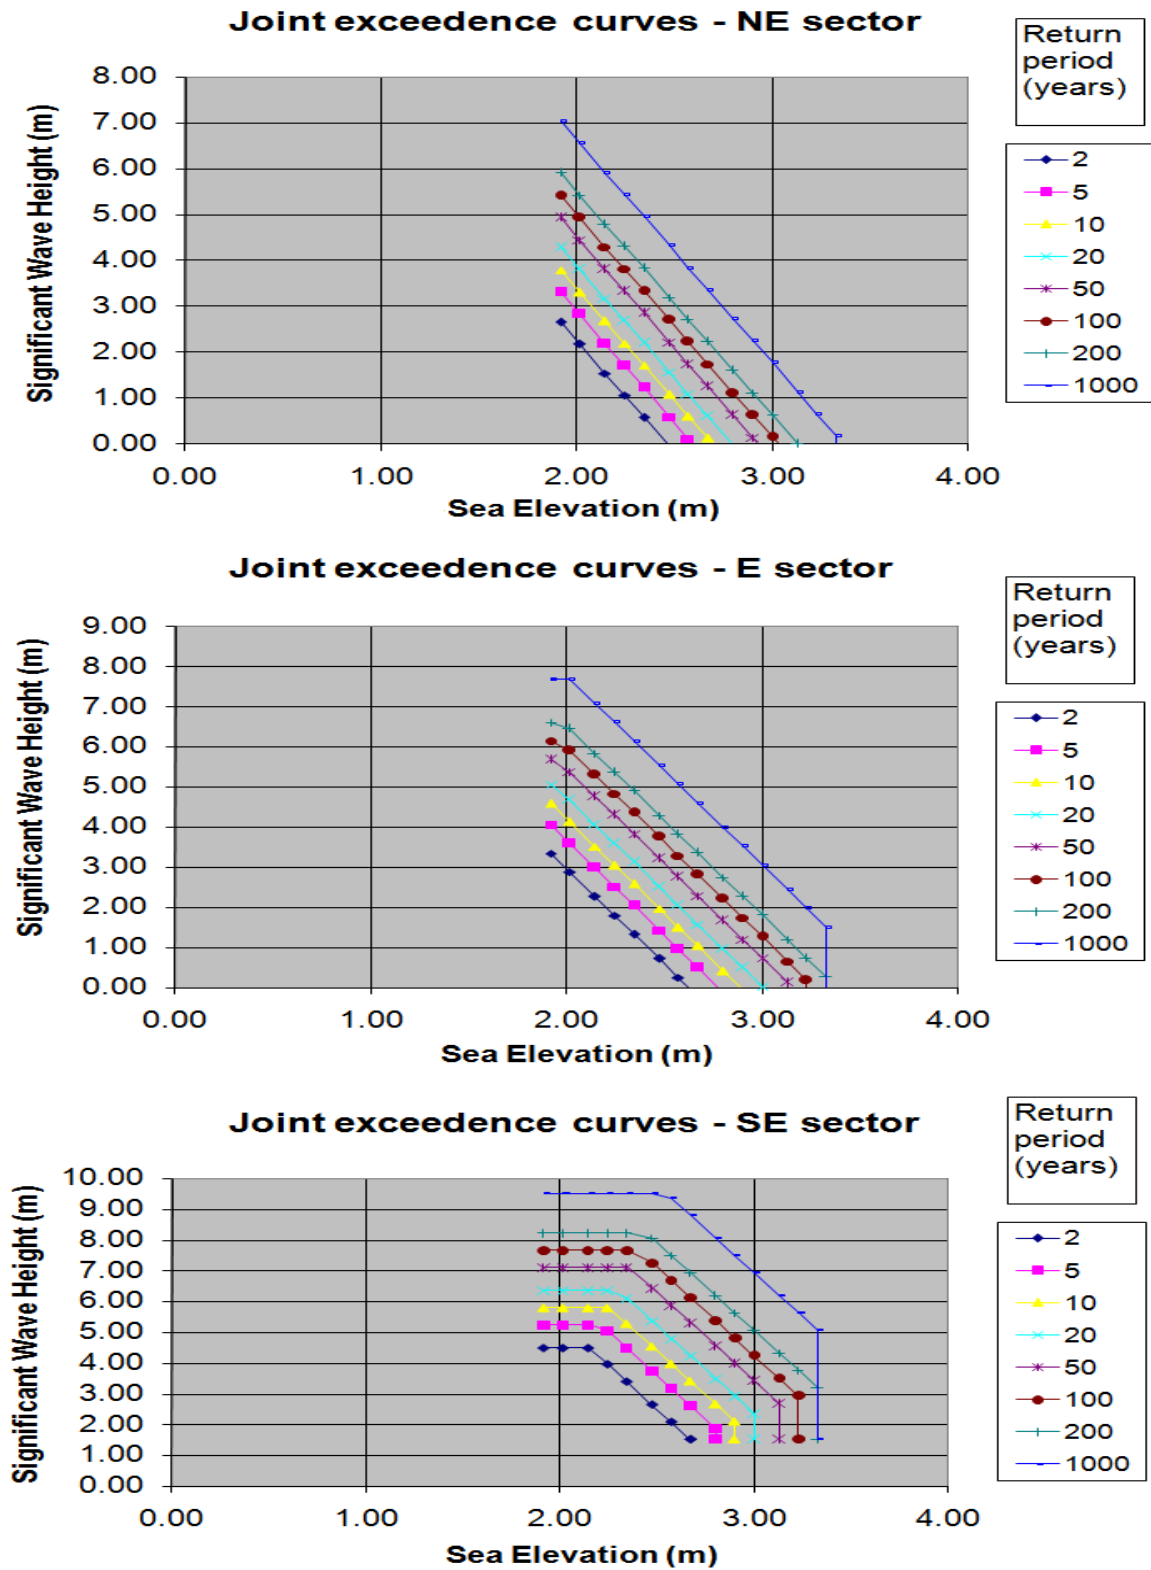 Joint exceedence curves - NE sector
Return
period
(years)
Significant Wave Height (m)
8.00
7.00
6.00
5.00
4.00
3.00
2.00
1.00
0.00
0.00 1.00 2.00 3.00 4.00
Sea Elevation (m)
2
5
10
20
50
100
200
1000
Joint exceedence curves - E sector
Return
period
(years)
Significant Wave Height (m)
9.00
8.00
7.00
6.00
5.00
4.00
3.00
2.00
1.00
0.00
0.00 1.00 2.00 3.00 4.00
Sea Elevation (m)
2
5
10
20
50
100
200
1000
Joint exceedence curves - SE sector
Return
period
(years)
Significant Wave Height (m)
10.00
9.00
8.00
7.00
6.00
5.00
4.00
3.00
2.00
1.00
0.00
0.00 1.00 2.00 3.00 4.00
Sea Elevation (m)
2
5
10
20
50
100
200
1000